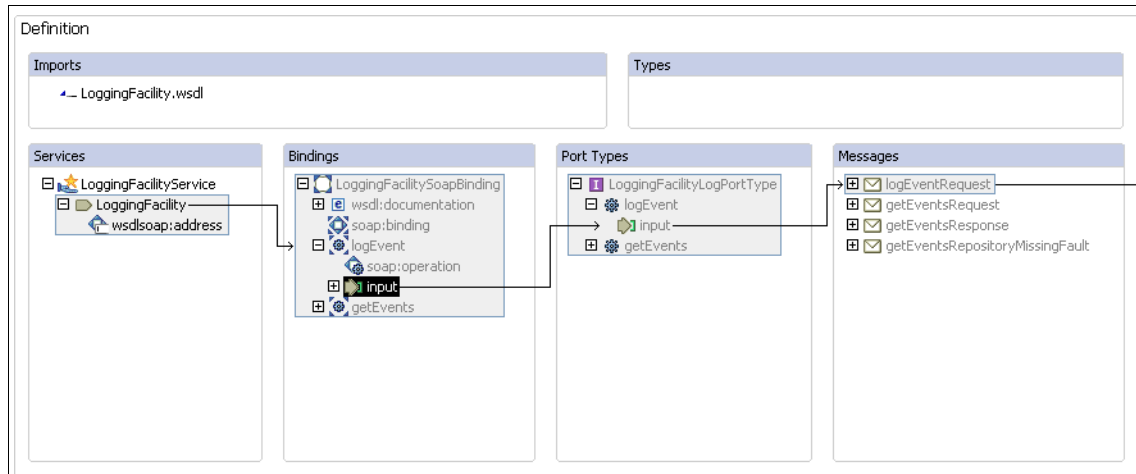 Definition
Imports
LoggingFacility.wsdl
Types
Services
LoggingFacilityService
LoggingFacility
wsdlsoap:address
Bindings
LoggingFacilitySoapBinding
wsdl:documentation
soap:binding
logEvent
soap:operation
input
getEvents
Port Types
LoggingFacilityLogPortType
logEvent
input
getEvents
Messages
logEventRequest
getEventsRequest
getEventsResponse
getEventsRepositoryMissingFault